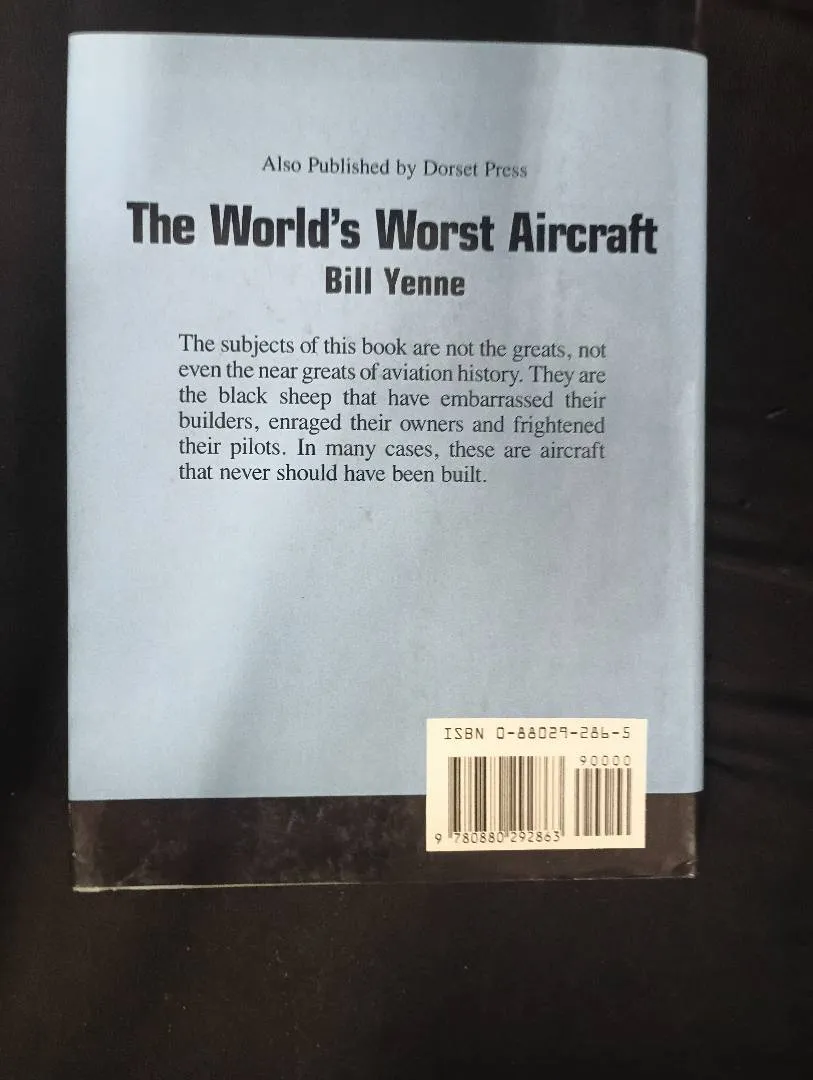 Also Published by Dorset Press
The World's Worst Aircraft
Bill Yenne
The subjects of this book are not the greats, not
even the near greats of aviation history. They are
the black sheep that have embarrassed their
builders, enraged their owners and frightened
their pilots. In many cases, these are aircraft
that never should have been built.
ISBN 0-88029-286-5
90000
9 780880 292863